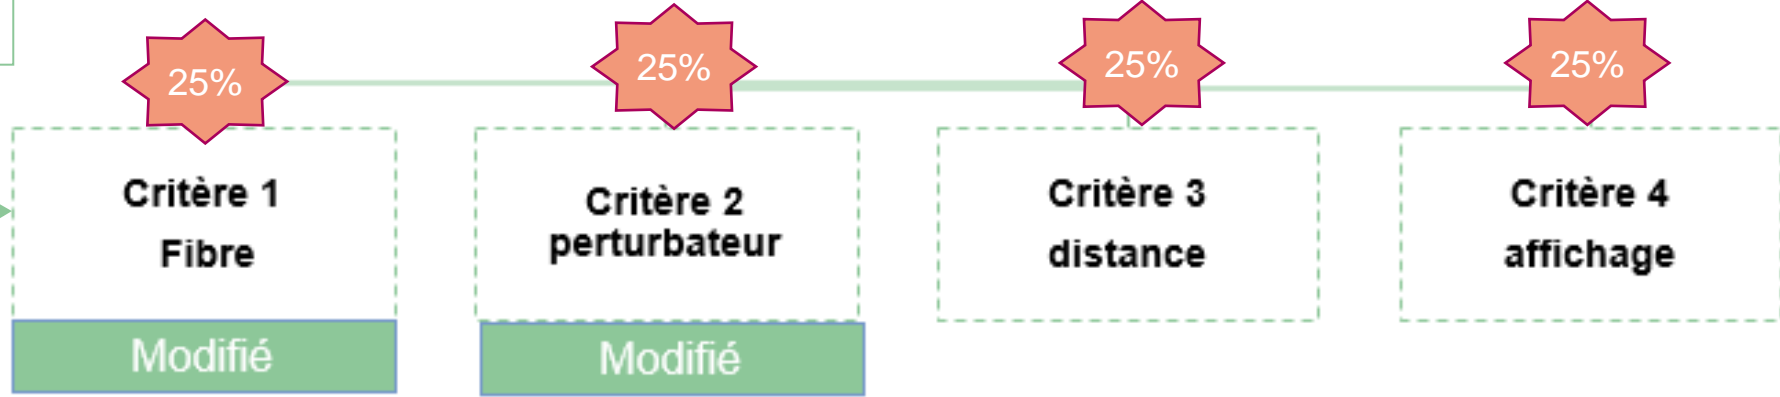 25%
25%
25%
25%
Critère 1
Fibre
Modifié
Critère 2
perturbateur
Modifié
Critère 3
distance
Critère 4
affichage